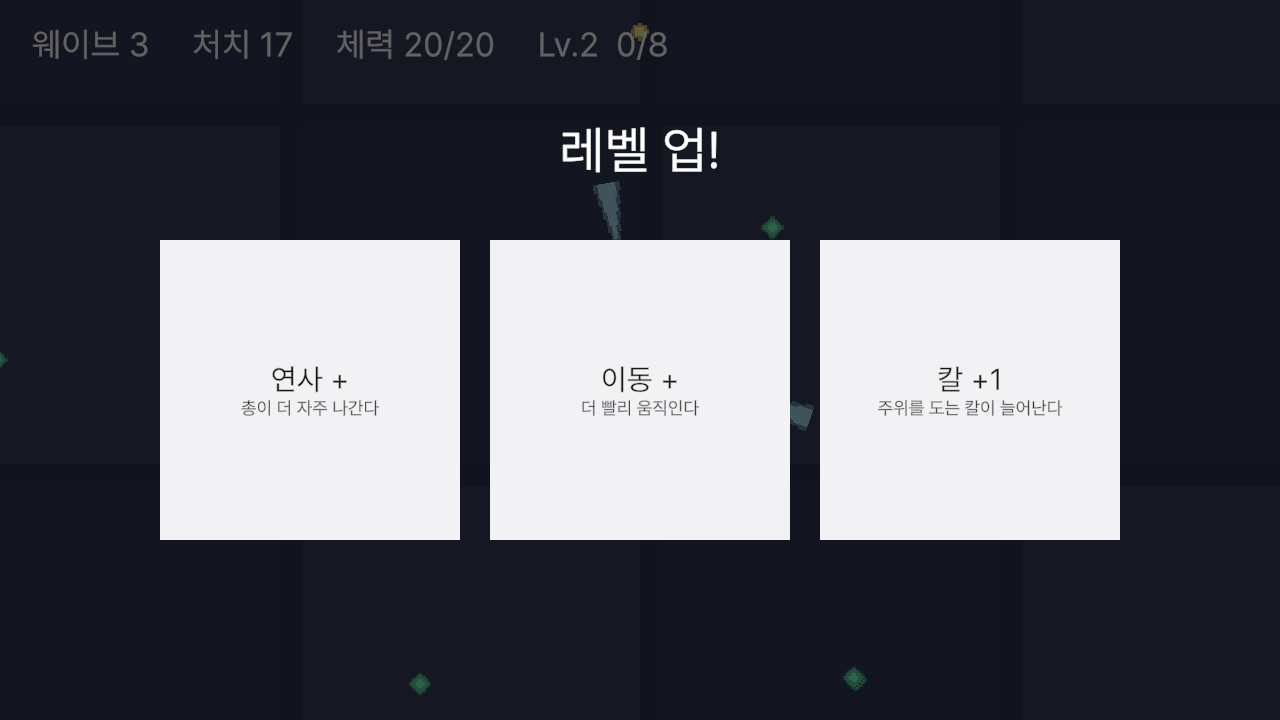 웨이브 3 처치 17 체력 20/20 Lv.2 0/8
레벨 업!
연사 +
총이 더 자주 나간다
이동 +
더 빨리 움직인다
칼 +1
주위를 도는 칼이 늘어난다